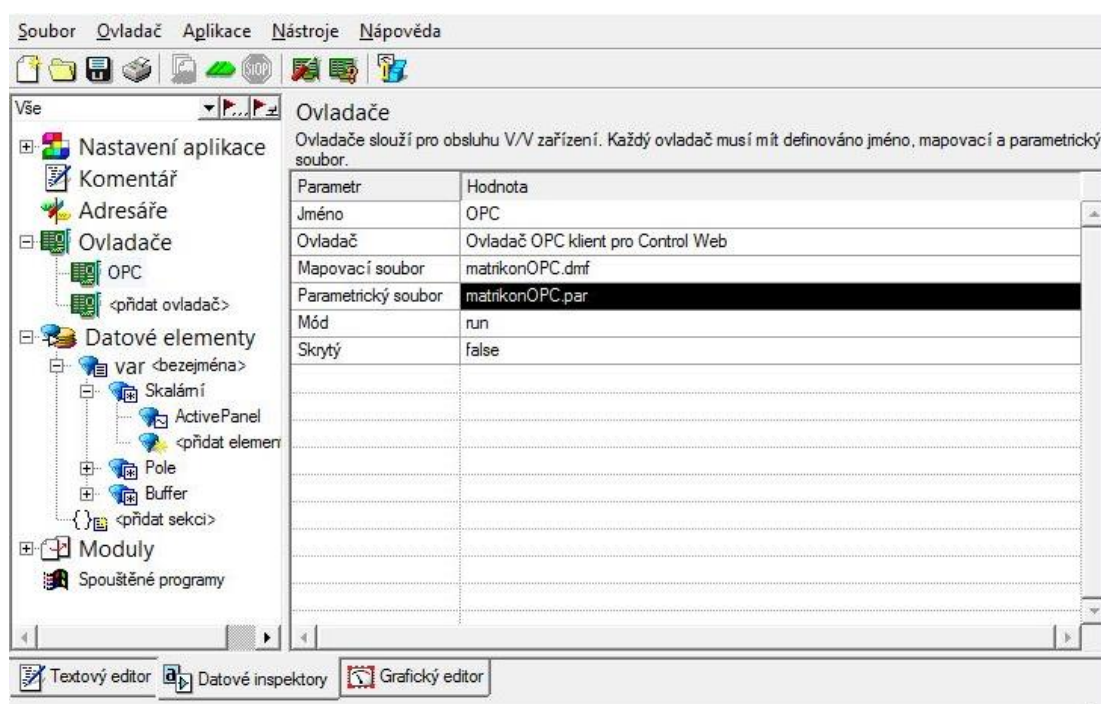 Soubor Ovladač Aplikace Nástroje Nápověda
STOP
Vše
Nastavení aplikace
Komentář
Adresáře
Ovladače
OPC
<přidat ovladač>
Datové elementy
var <bezejména>
Skalární
ActivePanel
<přidat element
Pole
Buffer
<přidat sekci>
Moduly
Spouštěné programy
Ovladače
Ovladače slouží pro obsluhu V/V zařízení. Každý ovladač musí mít definováno jméno, mapovací a parametrický
soubor.
Parametr Hodnota
Jméno OPC
Ovladač Ovladač OPC klient pro Control Web
Mapovací soubor matrikonOPC.dmf
Parametrický soubor matrikonOPC.par
Mód run
Skrytý false
Textový editor Datové inspektory Grafický editor